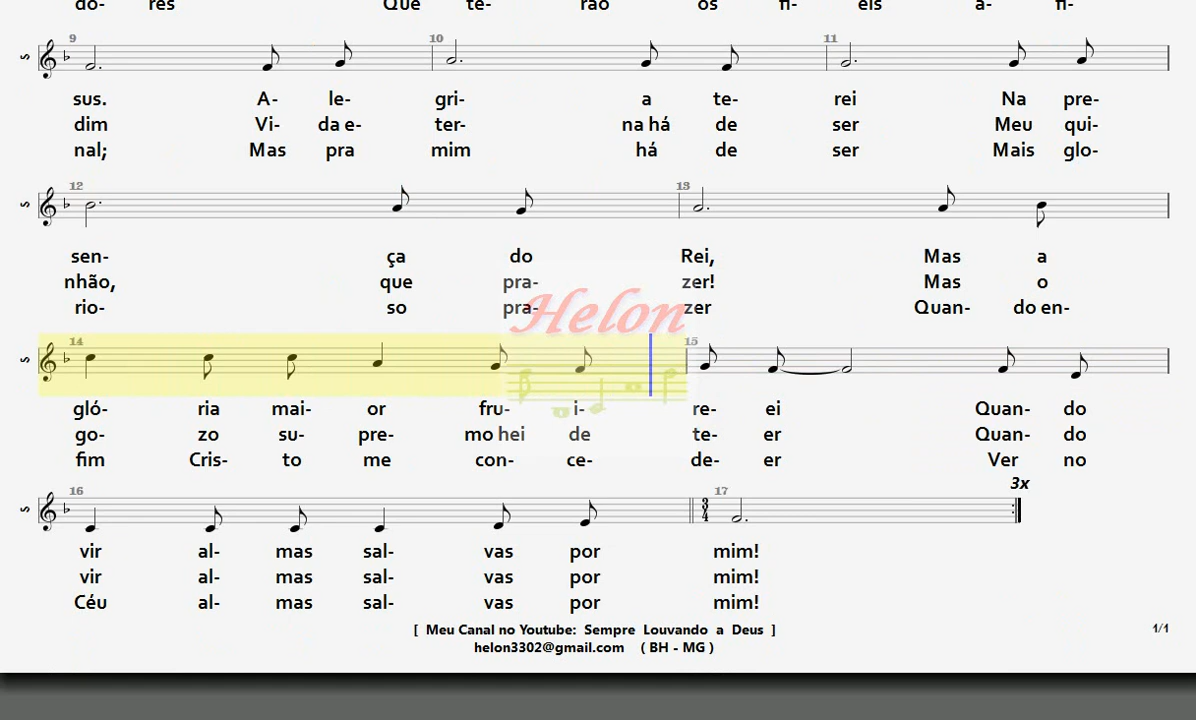 do- res Que te- rão os fi- éis a- fi-
S 9 10 11
sus. A- le- gri- a te- rei Na pre-
dim Vi- da e- ter- na há de ser Meu qui-
nal; Mas pra mim há de ser Mais glo-
S 12 13
sen- ça do Rei, Mas a
nhão, que pra- zer! Mas o
rio- so pra- zer Quan- do en-
Helon
S 14 15
gló- ria mai- or fru- i- re- ei Quan- do
go- zo su- pre- mo hei de te- er Quan- do
fim Cris- to me con- ce- de- er Ver no
3x
S 16 17 3 4
vir al- mas sal- vas por mim!
vir al- mas sal- vas por mim!
Céu al- mas sal- vas por mim!
[ Meu Canal no Youtube: Sempre Louvando a Deus ] 1/1
helon3302@gmail.com ( BH - MG )